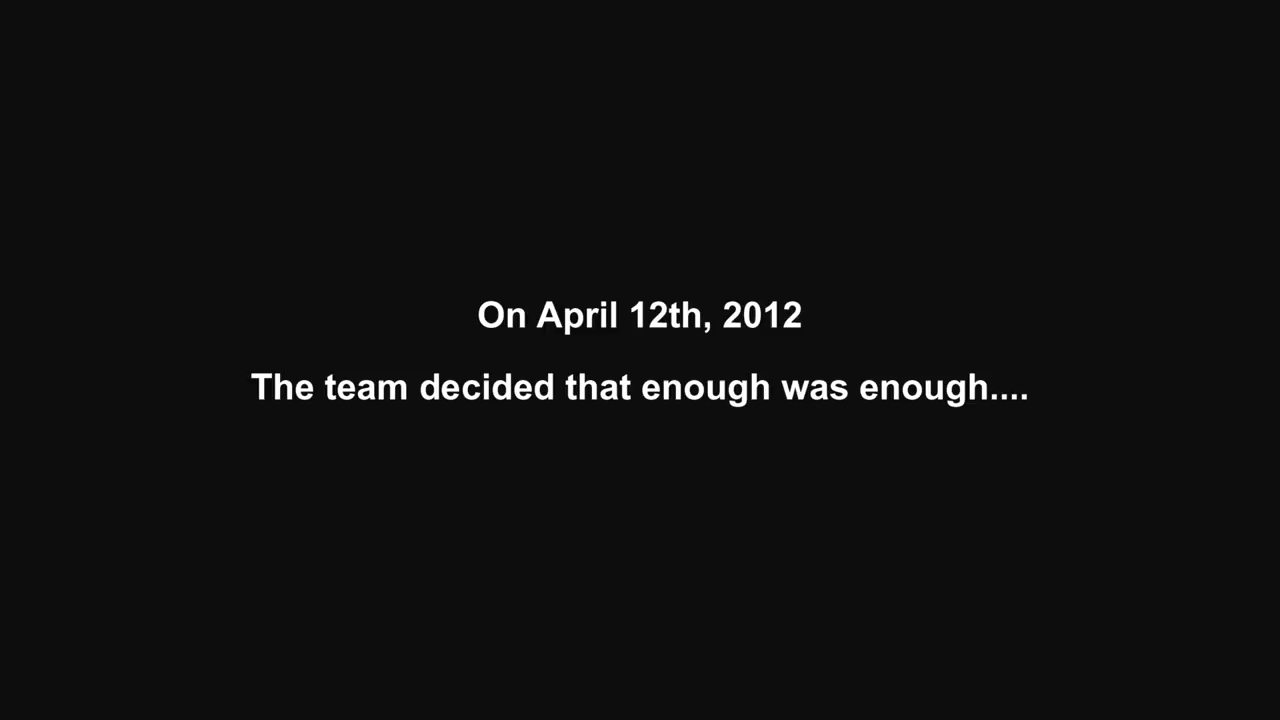 On April 12th, 2012
The team decided that enough was enough....